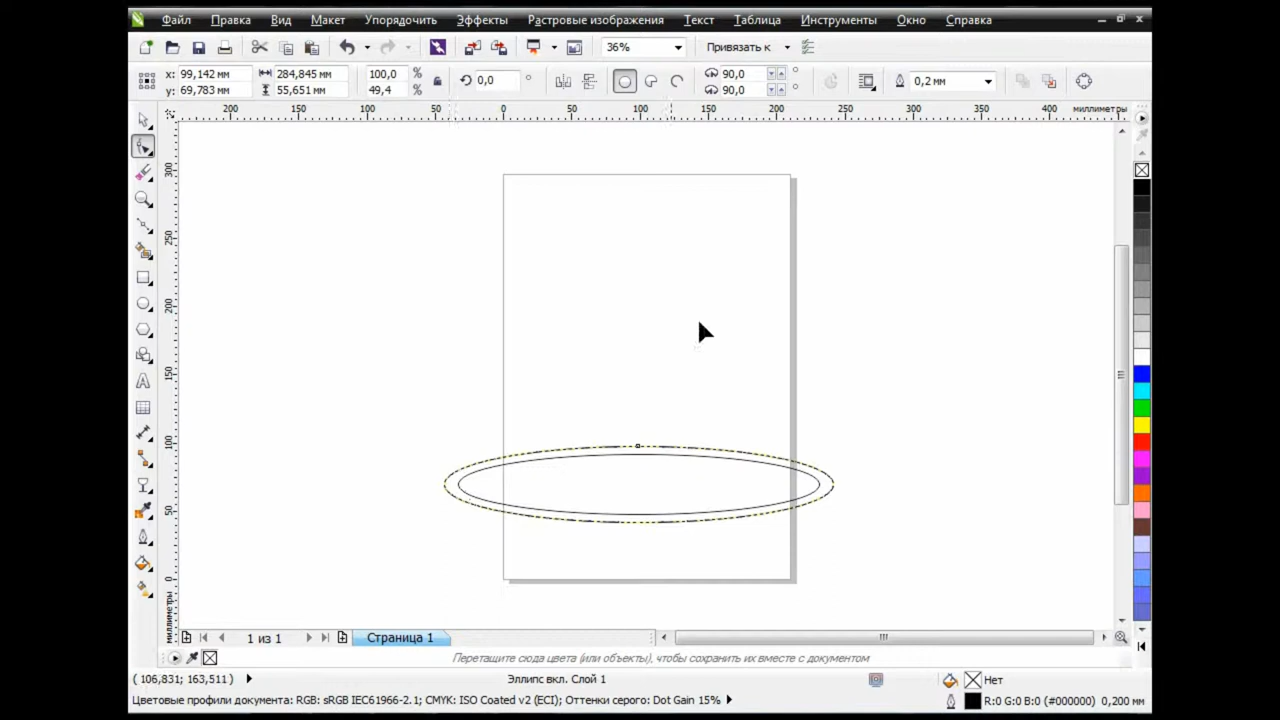 Файл Правка Вид Макет Упорядочить Эффекты Растровые изображения Текст Таблица Инструменты Окно Справка
36% Привязать к
x: 99,142 мм 284,845 мм 100,0 % 0,0 ° 90,0 ° 0,2 мм
y: 69,783 мм 55,651 мм 49,4 % 90,0 °
200 150 100 50 0 50 100 150 200 250 300 350 400 миллиметры
300
250
200
150
100
50
0
миллиметры
1 из 1 Страница 1
Перетащите сюда цвета (или объекты), чтобы сохранить их вместе с документом
( 106,831; 163,511 ) Эллипс вкл. Слой 1 Нет
Цветовые профили документа: RGB: sRGB IEC61966-2.1; CMYK: ISO Coated v2 (ECI); Оттенки серого: Dot Gain 15% R:0 G:0 B:0 (#000000) 0,200 мм